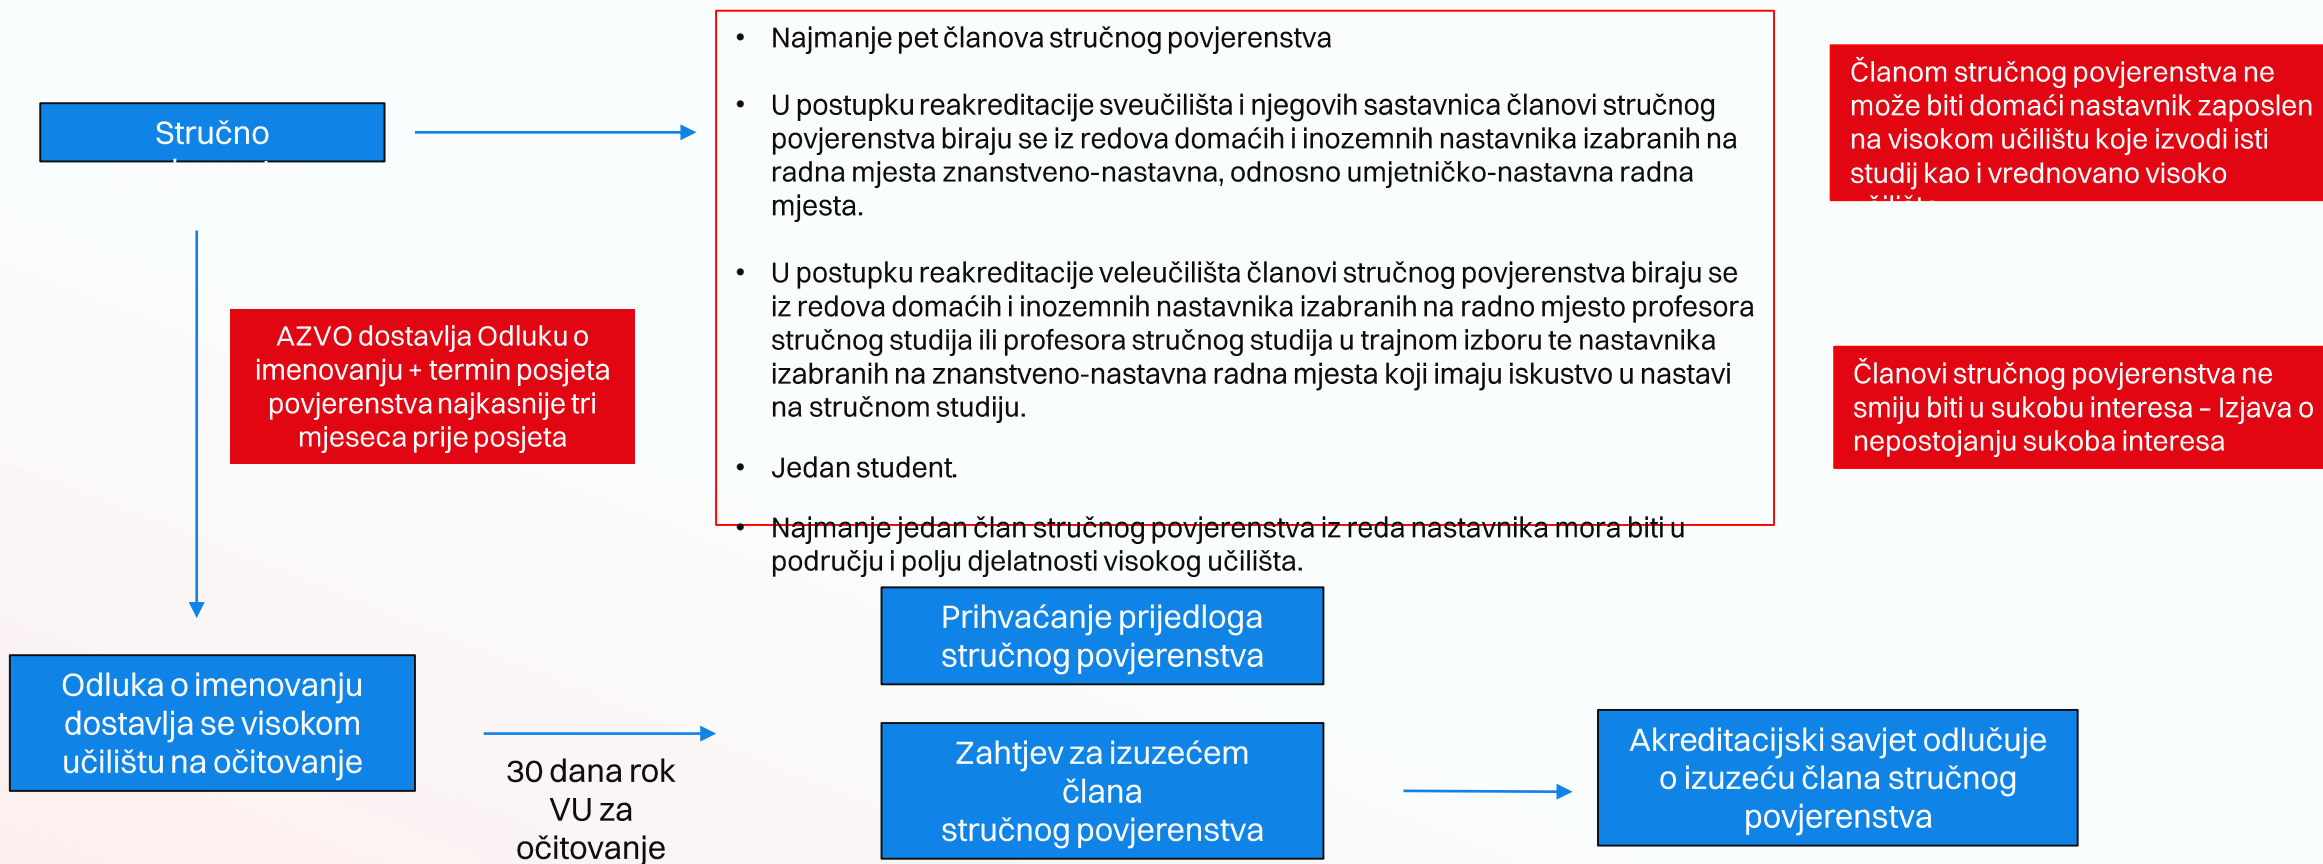 Stručno
• Najmanje pet članova stručnog povjerenstva
• U postupku reakreditacije sveučilišta i njegovih sastavnica članovi stručnog
povjerenstva biraju se iz redova domaćih i inozemnih nastavnika izabranih na
radna mjesta znanstveno-nastavna, odnosno umjetničko-nastavna radna
mjesta.
• U postupku reakreditacije veleučilišta članovi stručnog povjerenstva biraju se
iz redova domaćih i inozemnih nastavnika izabranih na radno mjesto profesora
stručnog studija ili profesora stručnog studija u trajnom izboru te nastavnika
izabranih na znanstveno-nastavna radna mjesta koji imaju iskustvo u nastavi
na stručnom studiju.
• Jedan student.
• Najmanje jedan član stručnog povjerenstva iz reda nastavnika mora biti u
području i polju djelatnosti visokog učilišta.
Članom stručnog povjerenstva ne
može biti domaći nastavnik zaposlen
na visokom učilištu koje izvodi isti
studij kao i vrednovano visoko
Članovi stručnog povjerenstva ne
smiju biti u sukobu interesa – Izjava o
nepostojanju sukoba interesa
AZVO dostavlja Odluku o
imenovanju + termin posjeta
povjerenstva najkasnije tri
mjeseca prije posjeta
Odluka o imenovanju
dostavlja se visokom
učilištu na očitovanje
30 dana rok
VU za
očitovanje
Prihvaćanje prijedloga
stručnog povjerenstva
Zahtjev za izuzećem
člana
stručnog povjerenstva
Akreditacijski savjet odlučuje
o izuzeću člana stručnog
povjerenstva